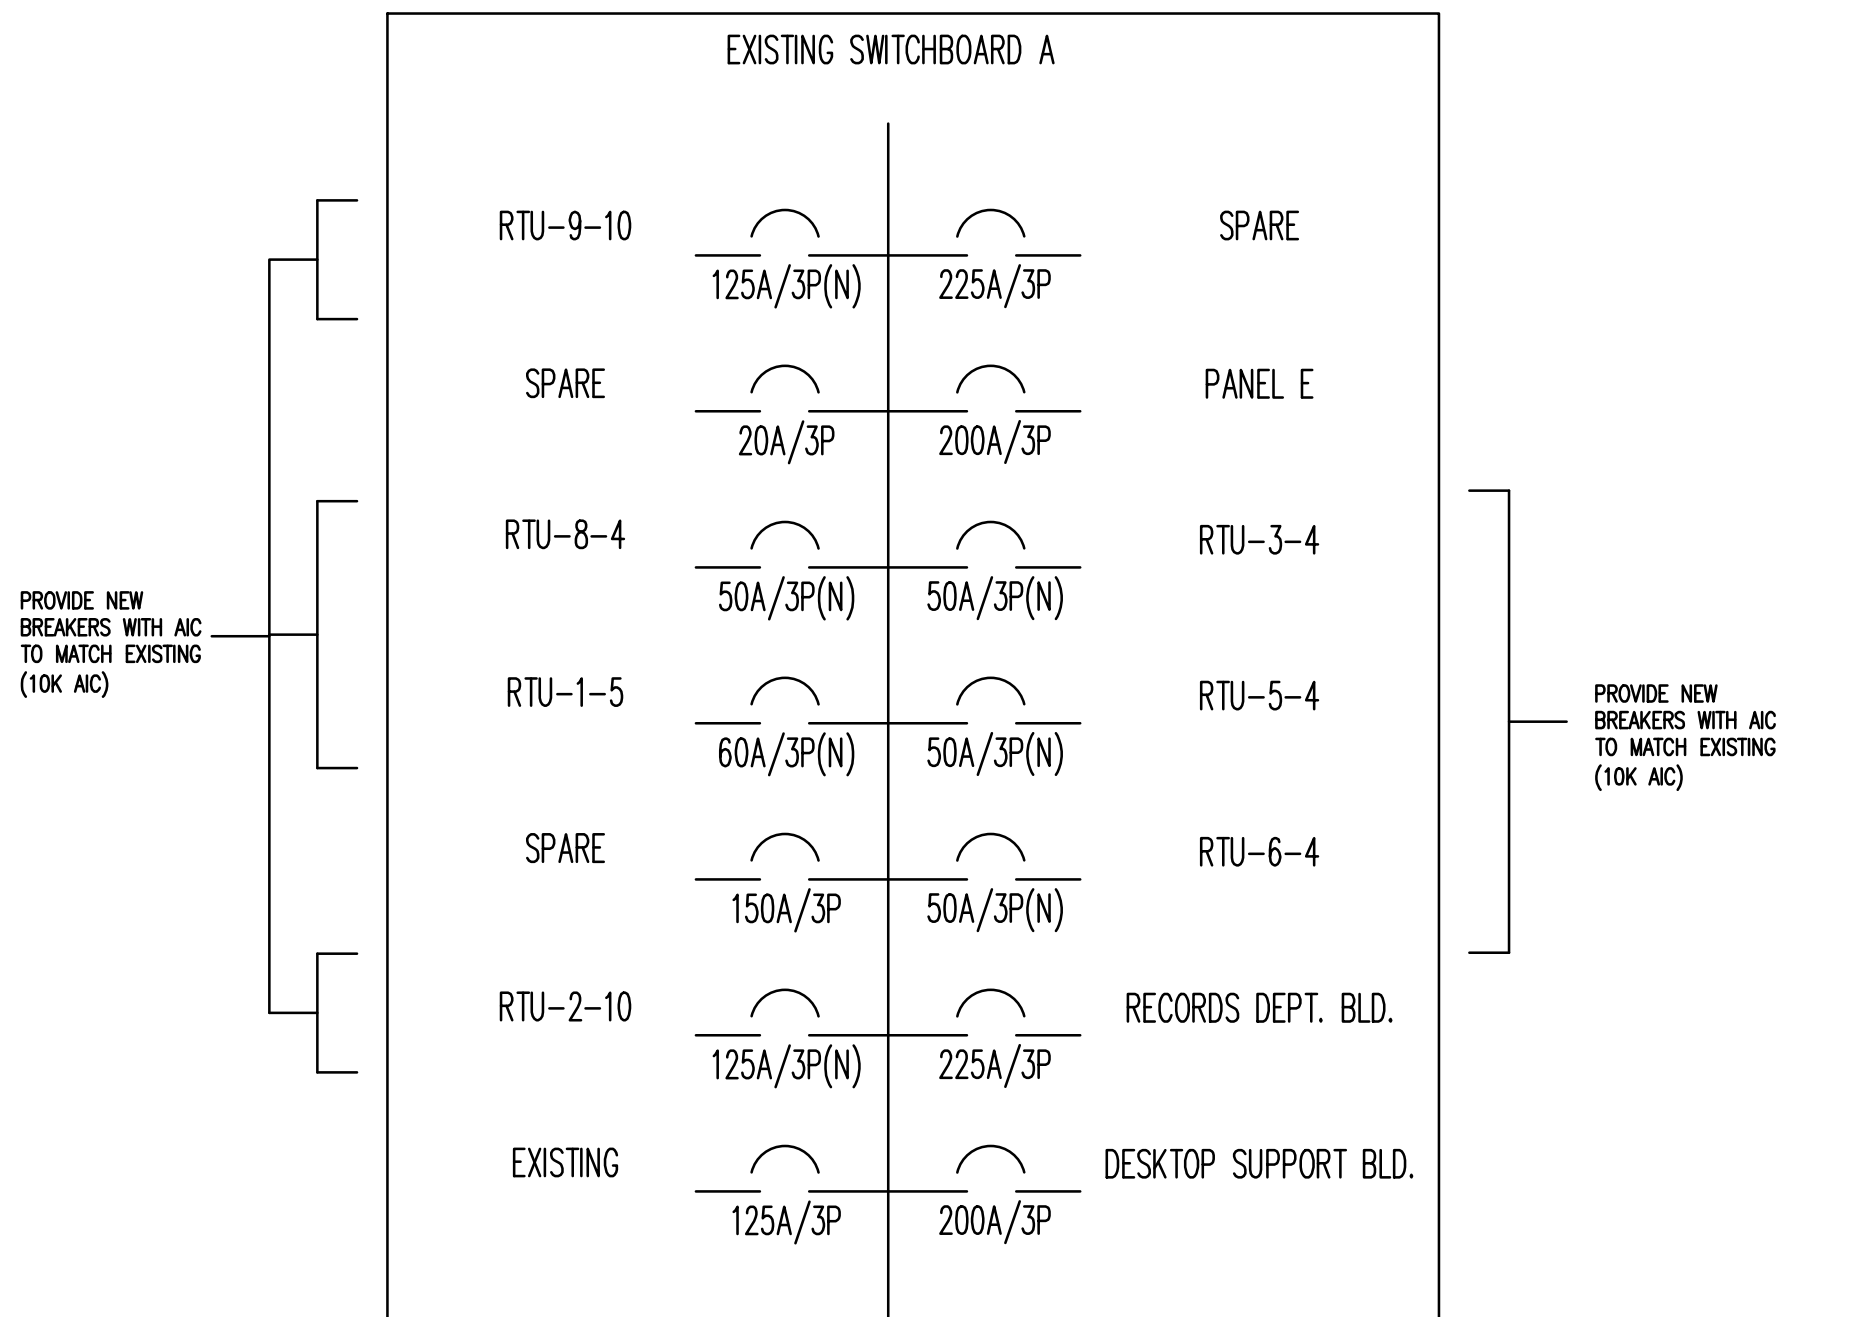 EXISTING SWITCHBOARD A
RTU-9-10
125A/3P(N)
225A/3P
SPARE
SPARE
20A/3P
200A/3P
PANEL E
RTU-8-4
50A/3P(N)
50A/3P(N)
RTU-3-4
PROVIDE NEW
BREAKERS WITH AIC
TO MATCH EXISTING
(10K AIC)
RTU-1-5
60A/3P(N)
50A/3P(N)
RTU-5-4
PROVIDE NEW
BREAKERS WITH AIC
TO MATCH EXISTING
(10K AIC)
SPARE
150A/3P
50A/3P(N)
RTU-6-4
RTU-2-10
125A/3P(N)
225A/3P
RECORDS DEPT. BLD.
EXISTING
125A/3P
200A/3P
DESKTOP SUPPORT BLD.